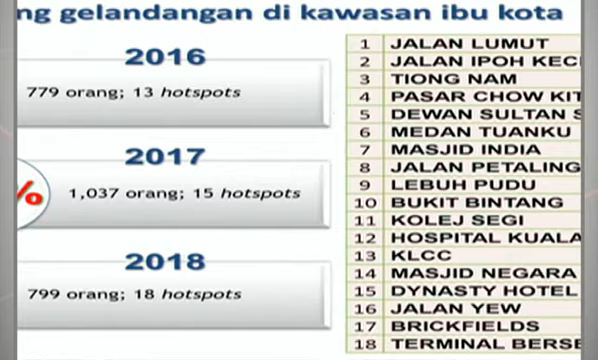 ng gelandangan di kawasan ibu kota
2016
779 orang; 13 hotspots
2017
% 1,037 orang; 15 hotspots
2018
799 orang; 18 hotspots
1 JALAN LUMUT
2 JALAN IPOH KECI
3 TIONG NAM
4 PASAR CHOW KIT
5 DEWAN SULTAN S
6 MEDAN TUANKU
7 MASJID INDIA
8 JALAN PETALING
9 LEBUH PUDU
10 BUKIT BINTANG
11 KOLEJ SEGI
12 HOSPITAL KUALA
13 KLCC
14 MASJID NEGARA
15 DYNASTY HOTEL
16 JALAN YEW
17 BRICKFIELDS
18 TERMINAL BERSE